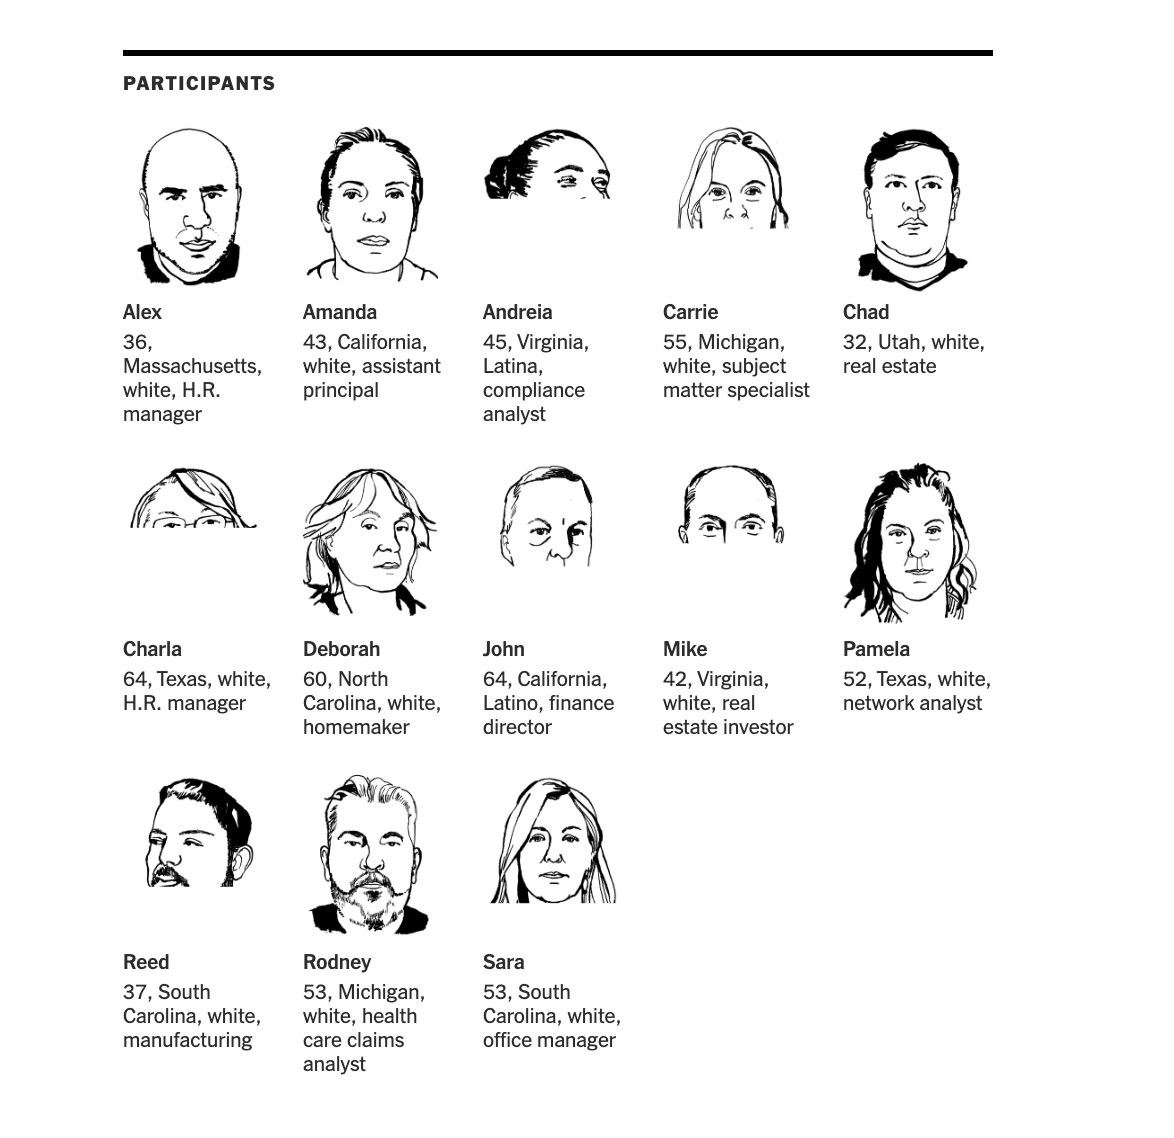 PARTICIPANTS
Alex
36,
Massachusetts,
white, H.R.
manager
Amanda
43, California,
white, assistant
principal
Andreia
45, Virginia,
Latina,
compliance
analyst
Carrie
55, Michigan,
white, subject
matter specialist
Chad
32, Utah, white,
real estate
Charla
64, Texas, white,
H.R. manager
Deborah
60, North
Carolina, white,
homemaker
John
64, California,
Latino, finance
director
Mike
42, Virginia,
white, real
estate investor
Pamela
52, Texas, white,
network analyst
Reed
37, South
Carolina, white,
manufacturing
Rodney
53, Michigan,
white, health
care claims
analyst
Sara
53, South
Carolina, white,
office manager